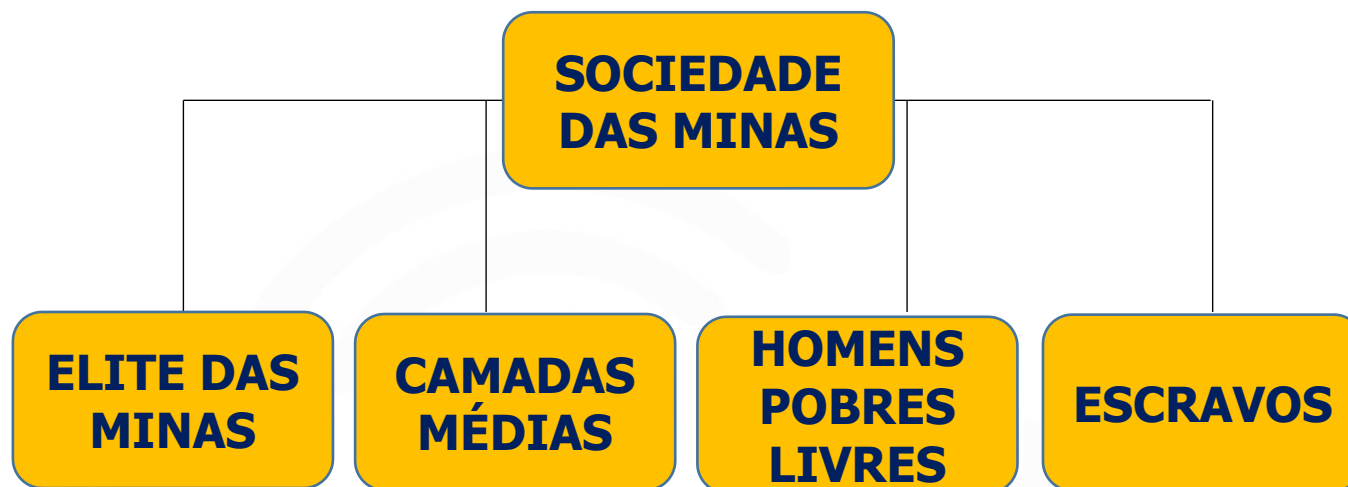 SOCIEDADE
DAS MINAS
ELITE DAS
MINAS
CAMADAS
MÉDIAS
HOMENS
POBRES
LIVRES
ESCRAVOS